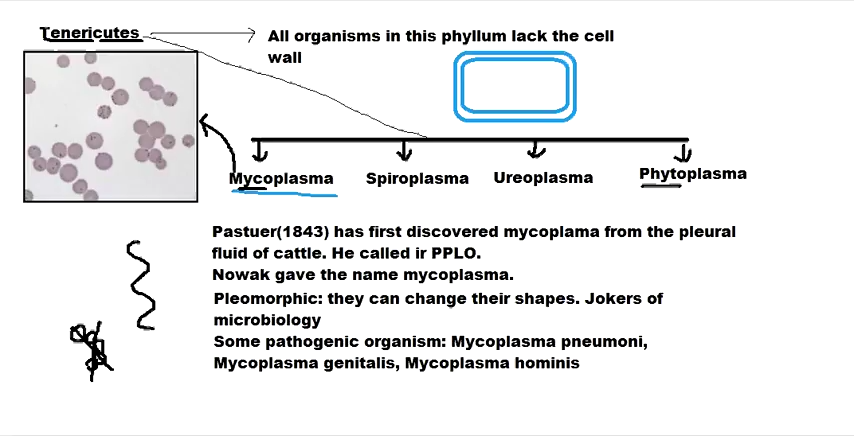 Tenericutes
All organisms in this phyllum lack the cell
wall
Mycoplasma
Spiroplasma
Ureoplasma
Phytoplasma
Pastuer(1843) has first discovered mycoplama from the pleural
fluid of cattle. He called ir PPLO.
Nowak gave the name mycoplasma.
Pleomorphic: they can change their shapes. Jokers of
microbiology
Some pathogenic organism: Mycoplasma pneumoni,
Mycoplasma genitalis, Mycoplasma hominis